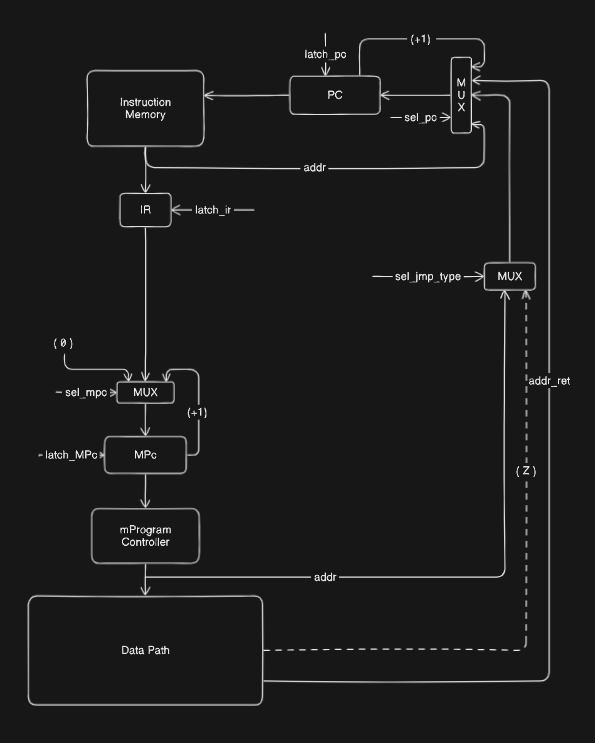 (+1)
latch_pc
M
U
X
PC
Instruction
Memory
sel_pc
addr
IR
latch_ir
sel_jmp_type
MUX
(0)
addr_ret
sel_mpc
MUX
(+1)
latch_MPc
MPc
(Z)
mProgram
Controller
addr
Data Path